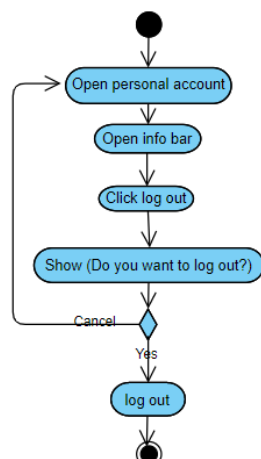 Open personal account
Open info bar
Click log out
Show (Do you want to log out?)
Cancel
Yes
log out